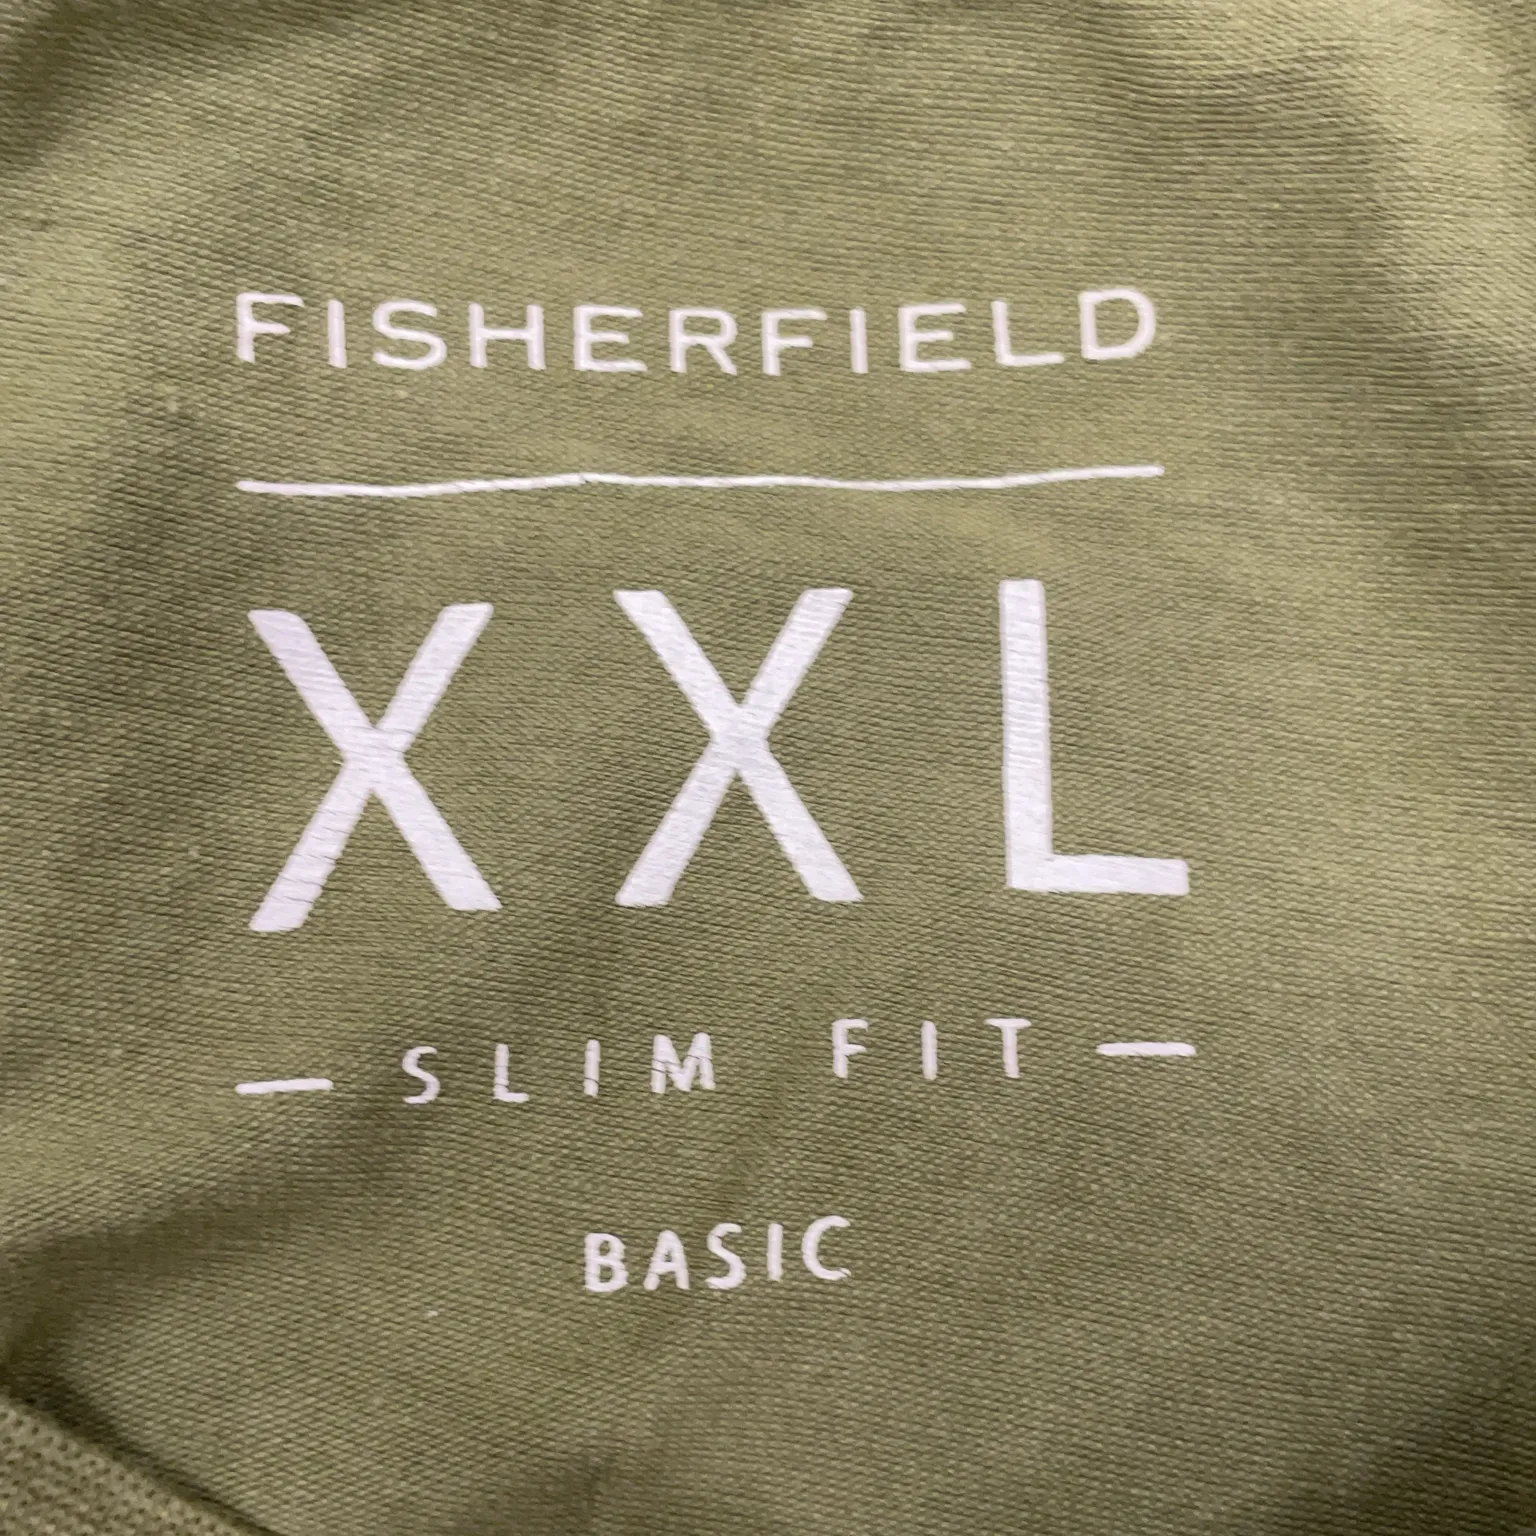 FISHERFIELD
XXL
— SLIM FIT —
BASIC